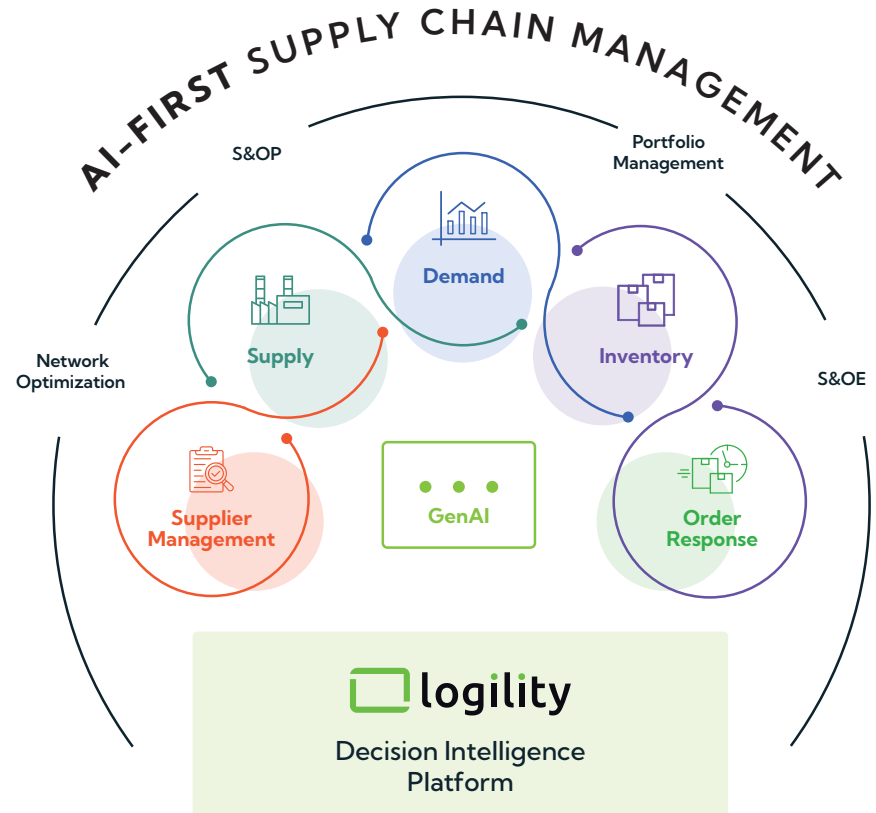 AI-FIRST SUPPLY CHAIN MANAGEMENT
S&OP
Portfolio
Management
Demand
Supply
Inventory
Network
Optimization
S&OE
Supplier
Management
GenAI
Order
Response
logility
Decision Intelligence
Platform